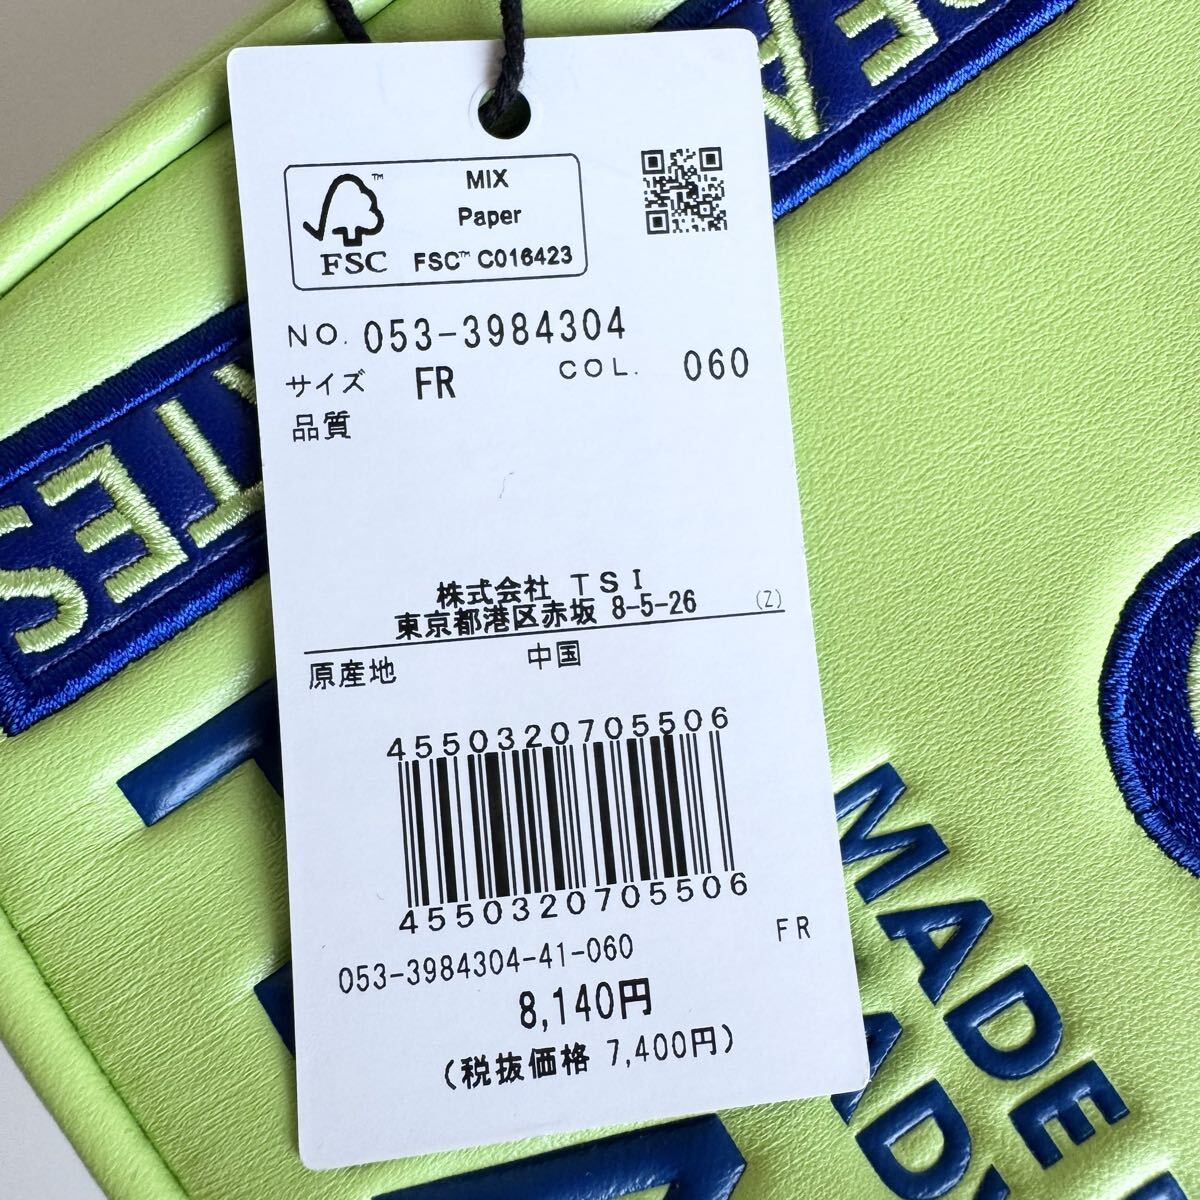 MIX
Paper
FSC™ C016423
FSC
NO. 053-3984304
サイズ FR COL. 060
品質
株式会社 TSI
東京都港区赤坂 8-5-26 (Z)
原産地 中国
4550320705506
4550320705506
053-3984304-41-060 FR
8,140円
(税抜価格 7,400円)
MADE